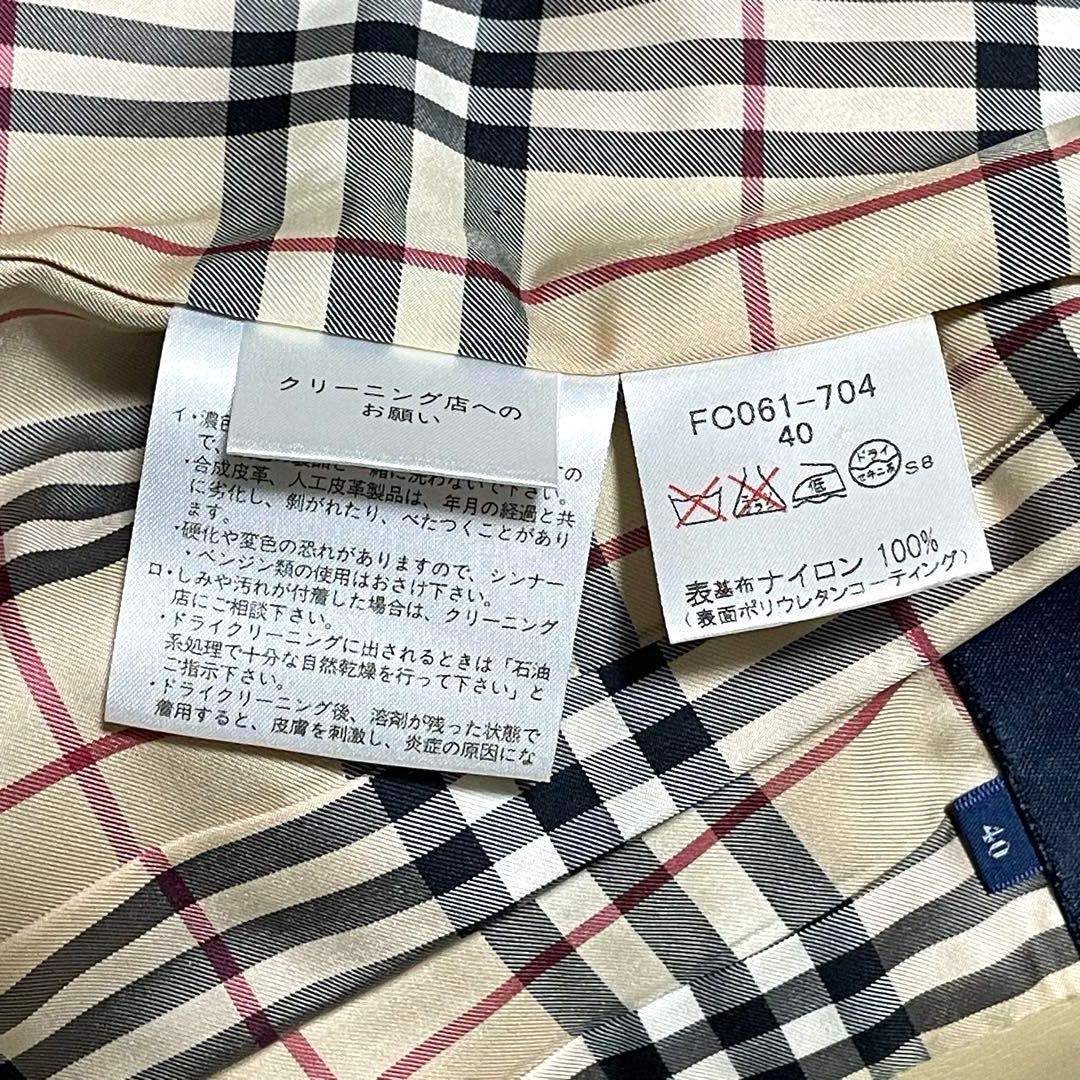 クリーニング店への
お願い
イ・濃色
で、
の
・合成皮革、人工皮革製品は、年月の経過と共
に劣化し、剝がれたり、べたつくことがあり
ます。
・硬化や変色の恐れがありますので、シンナー
・ベンジン類の使用はおさけ下さい。
ロ・しみや汚れが付着した場合は、クリーニング
店にご相談下さい。
・ドライクリーニングに出されるときは「石油
系処理で十分な自然乾燥を行って下さい」と
ご指示下さい。
・ドライクリーニング後、溶剤が残った状態で
着用すると、皮膚を刺激し、炎症の原因にな
FC061-704
40
エンソサラシ 低 ドライ セキユ系 S8
表基布ナイロン 100%
(表面ポリウレタンコーティング)
40